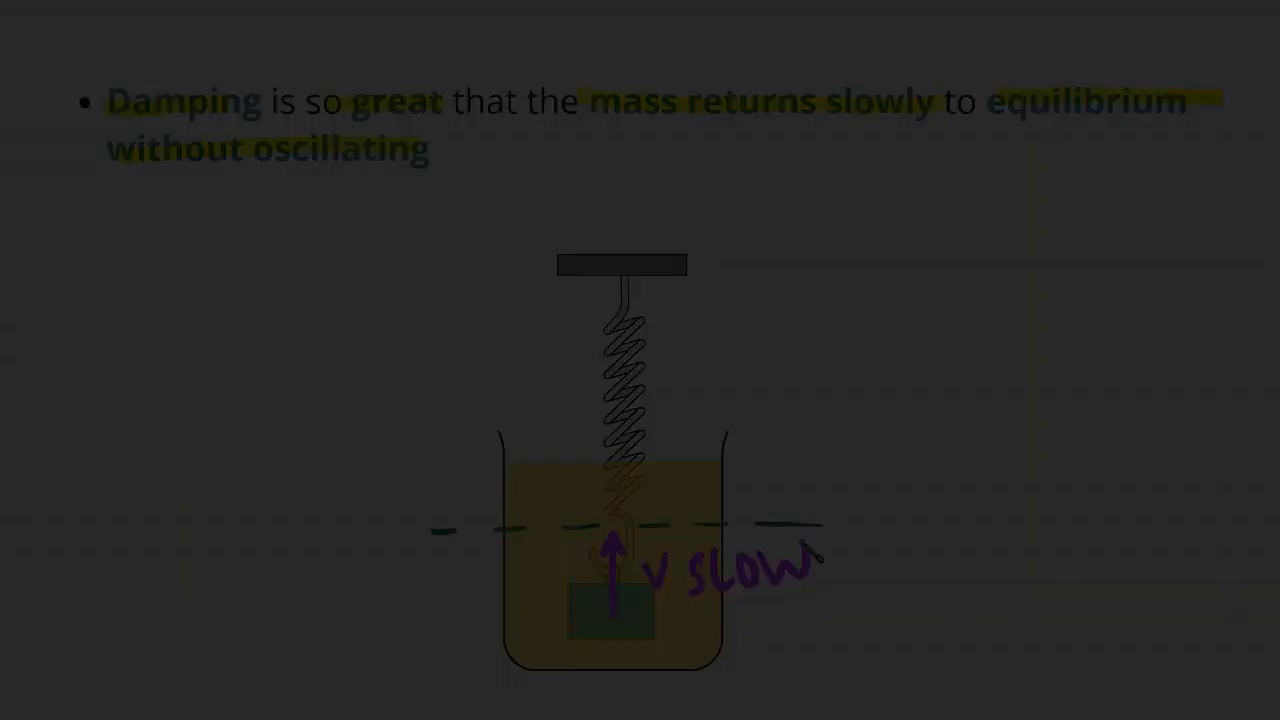 • Damping is so great that the mass returns slowly to equilibrium
without oscillating
v slow